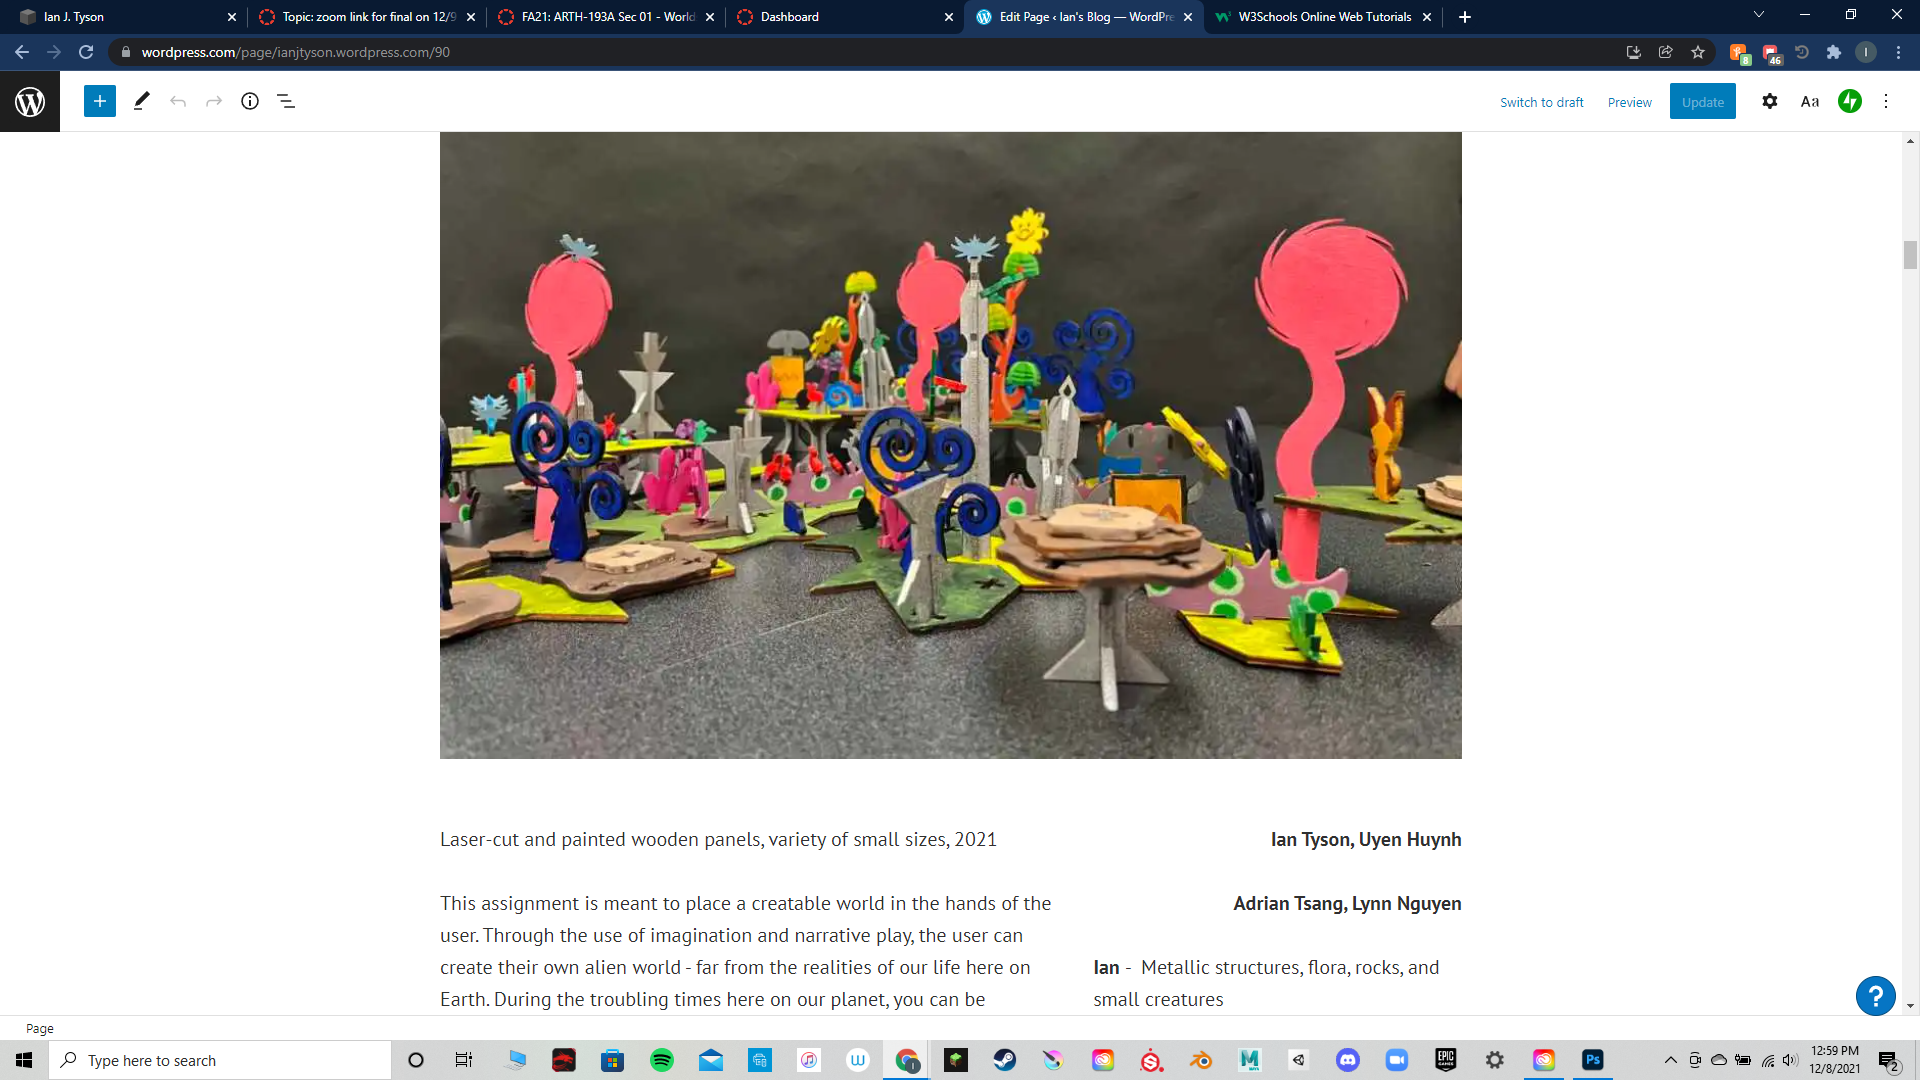 Ian J. Tyson
Topic: zoom link for final on 12/9
FA21: ARTH-193A Sec 01 - World
Dashboard
Edit Page ‹ Ian's Blog — WordPre
W3Schools Online Web Tutorials
wordpress.com/page/ianjtyson.wordpress.com/90
8
46
I
Switch to draft
Preview
Update
Aa
Laser-cut and painted wooden panels, variety of small sizes, 2021
Ian Tyson, Uyen Huynh
This assignment is meant to place a creatable world in the hands of the
user. Through the use of imagination and narrative play, the user can
create their own alien world - far from the realities of our life here on
Earth. During the troubling times here on our planet, you can be
Adrian Tsang, Lynn Nguyen
Ian - Metallic structures, flora, rocks, and
small creatures
?
Page
Type here to search
W
I
M
EPIC
GAMES
Ps
12:59 PM
12/8/2021
2